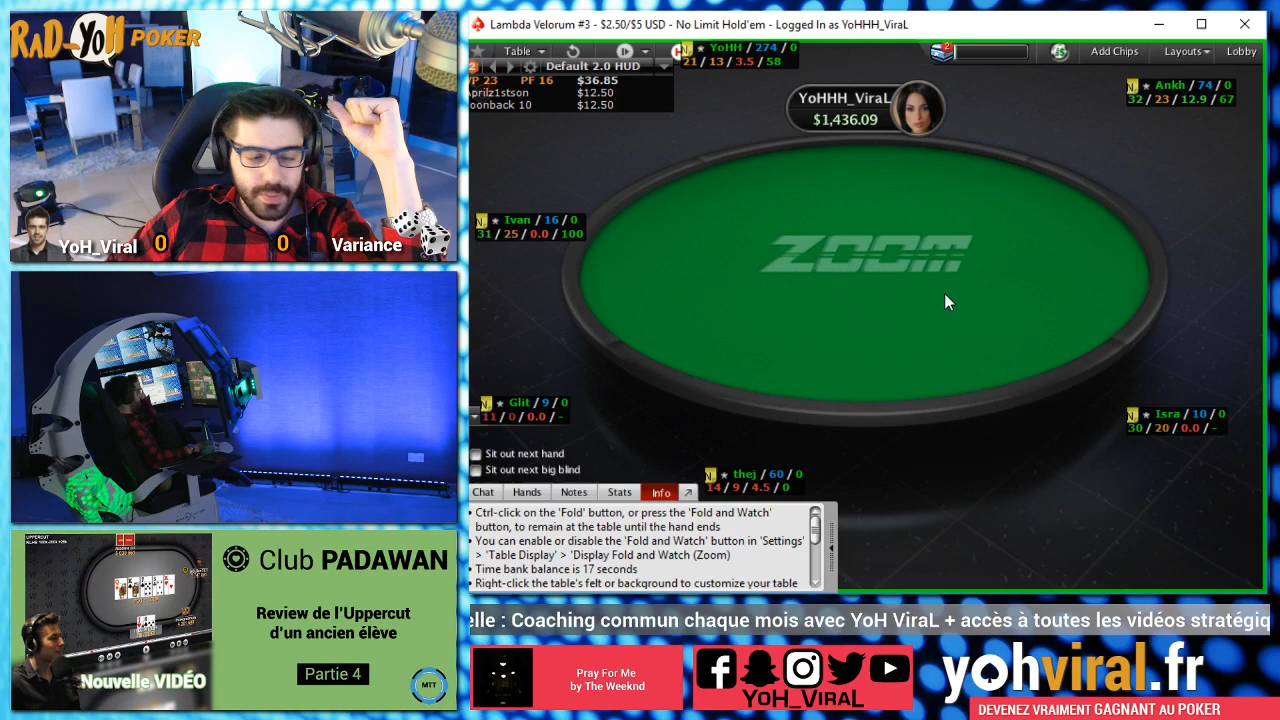 RAD-YoH POKER
YoH_Viral 0
0 Variance
Club PADAWAN
Review de l'Uppercut
d'un ancien élève
Partie 4
MTT
Nouvelle VIDÉO
Lambda Velorum #3 - $2.50/$5 USD - No Limit Hold'em - Logged In as YoHHH_ViraL
Table
Add Chips
Layouts
Lobby
Default 2.0 HUD
VP 23 PF 16 $36.85
prilz1stson $12.50
oonback 10 $12.50
YoHH / 274 / 0
21 / 13 / 3.5 / 58
YoHHH_ViraL
$1,436.09
Ankh / 74 / 0
32 / 23 / 12.9 / 67
Ivan / 16 / 0
31 / 25 / 0.0 / 100
ZOOM
Glit / 9 / 0
11 / 0 / 0.0 / -
Isra / 10 / 0
30 / 20 / 0.0 / -
thej / 60 / 0
14 / 9 / 4.5 / 0
Sit out next hand
Sit out next big blind
Chat Hands Notes Stats Info
• Ctrl-click on the 'Fold' button, or press the 'Fold and Watch'
button, to remain at the table until the hand ends
• You can enable or disable the 'Fold and Watch' button in 'Settings'
> 'Table Display' > 'Display Fold and Watch (Zoom)
• Time bank balance is 17 seconds
• Right-click the table's felt or background to customize your table
elle : Coaching commun chaque mois avec YoH ViraL + accès à toutes les vidéos stratégiq
Pray For Me
by The Weeknd
YoH_ViraL
yohviral.fr
DEVENEZ VRAIMENT GAGNANT AU POKER